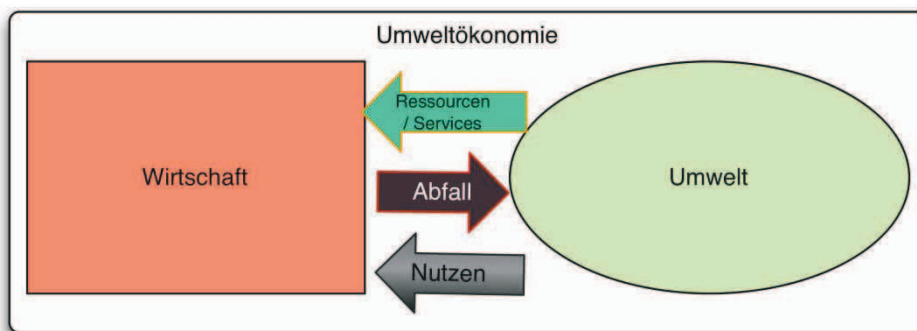 Umweltökonomie
Ressourcen
/ Services
Wirtschaft
Umwelt
Abfall
Nutzen